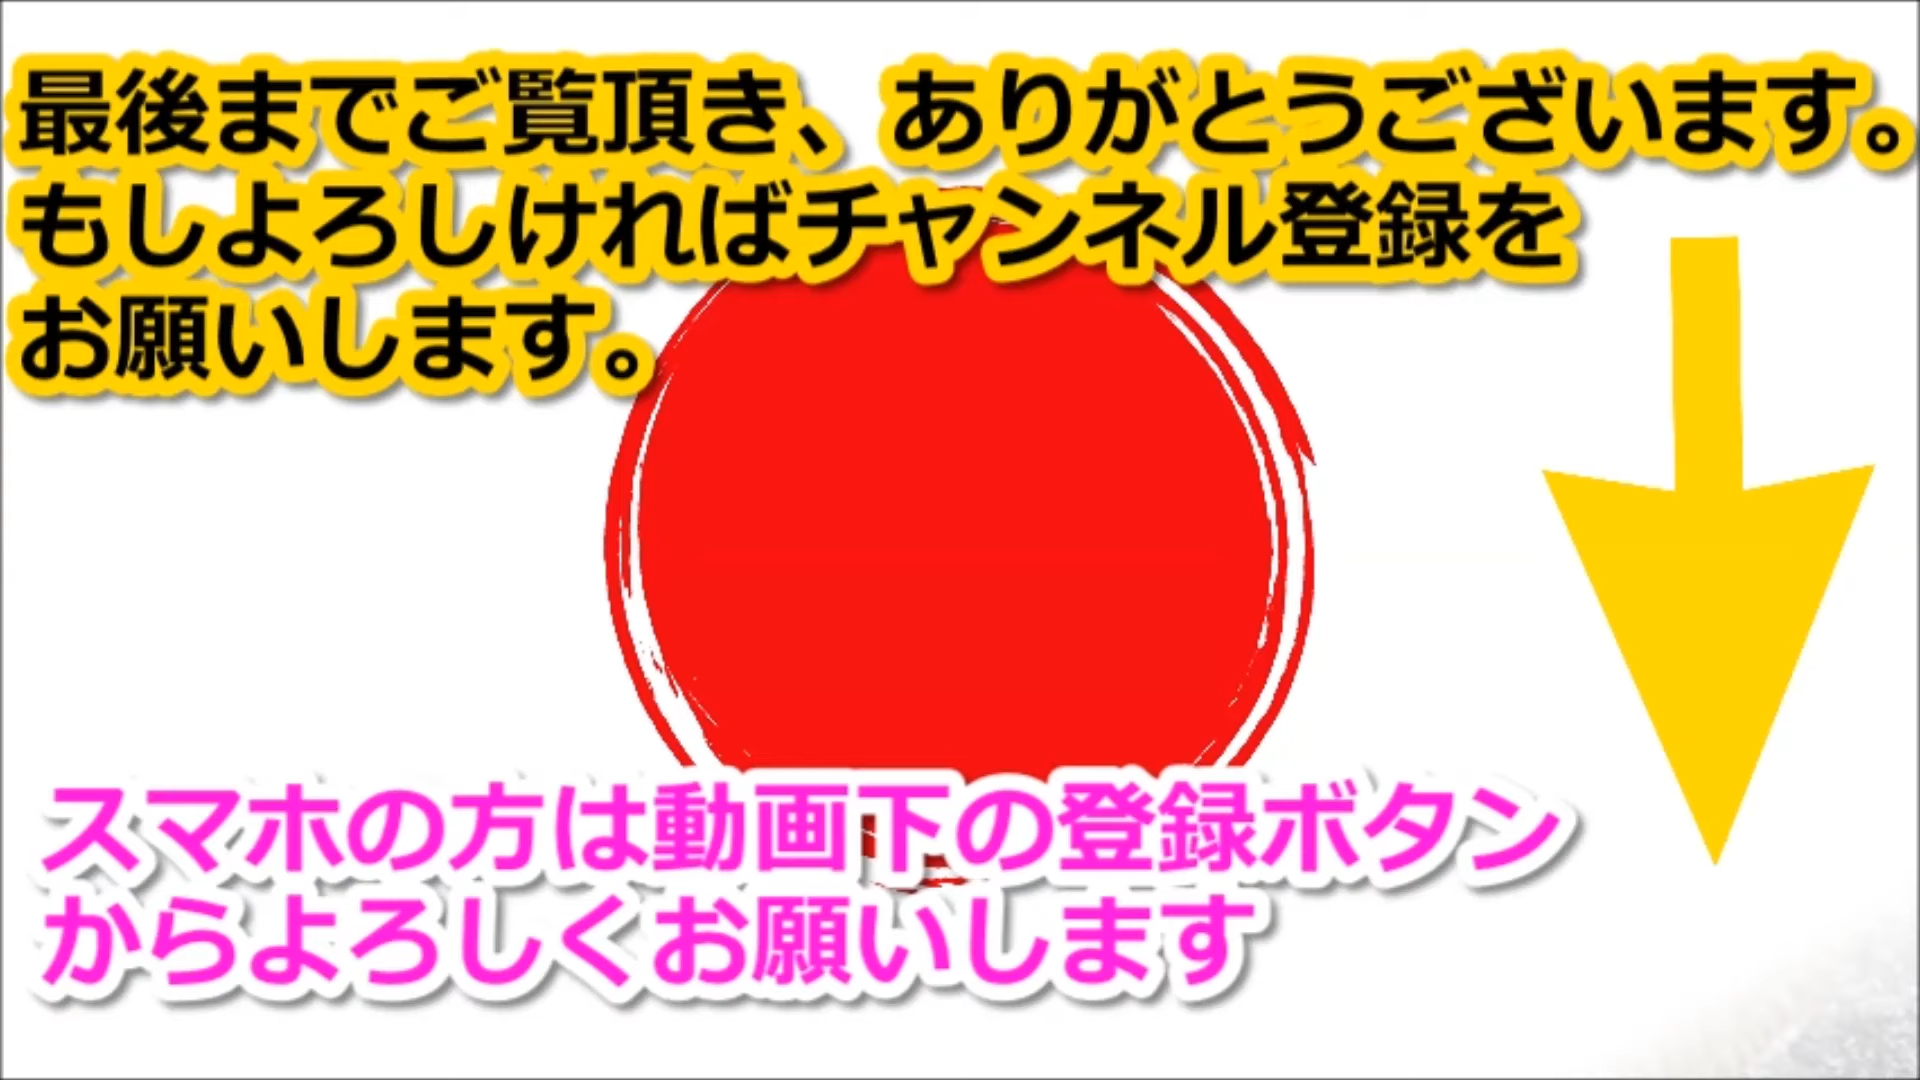 最後までご覧頂き、ありがとうございます。
もしよろしければチャンネル登録を
お願いします。
スマホの方は動画下の登録ボタン
からよろしくお願いします